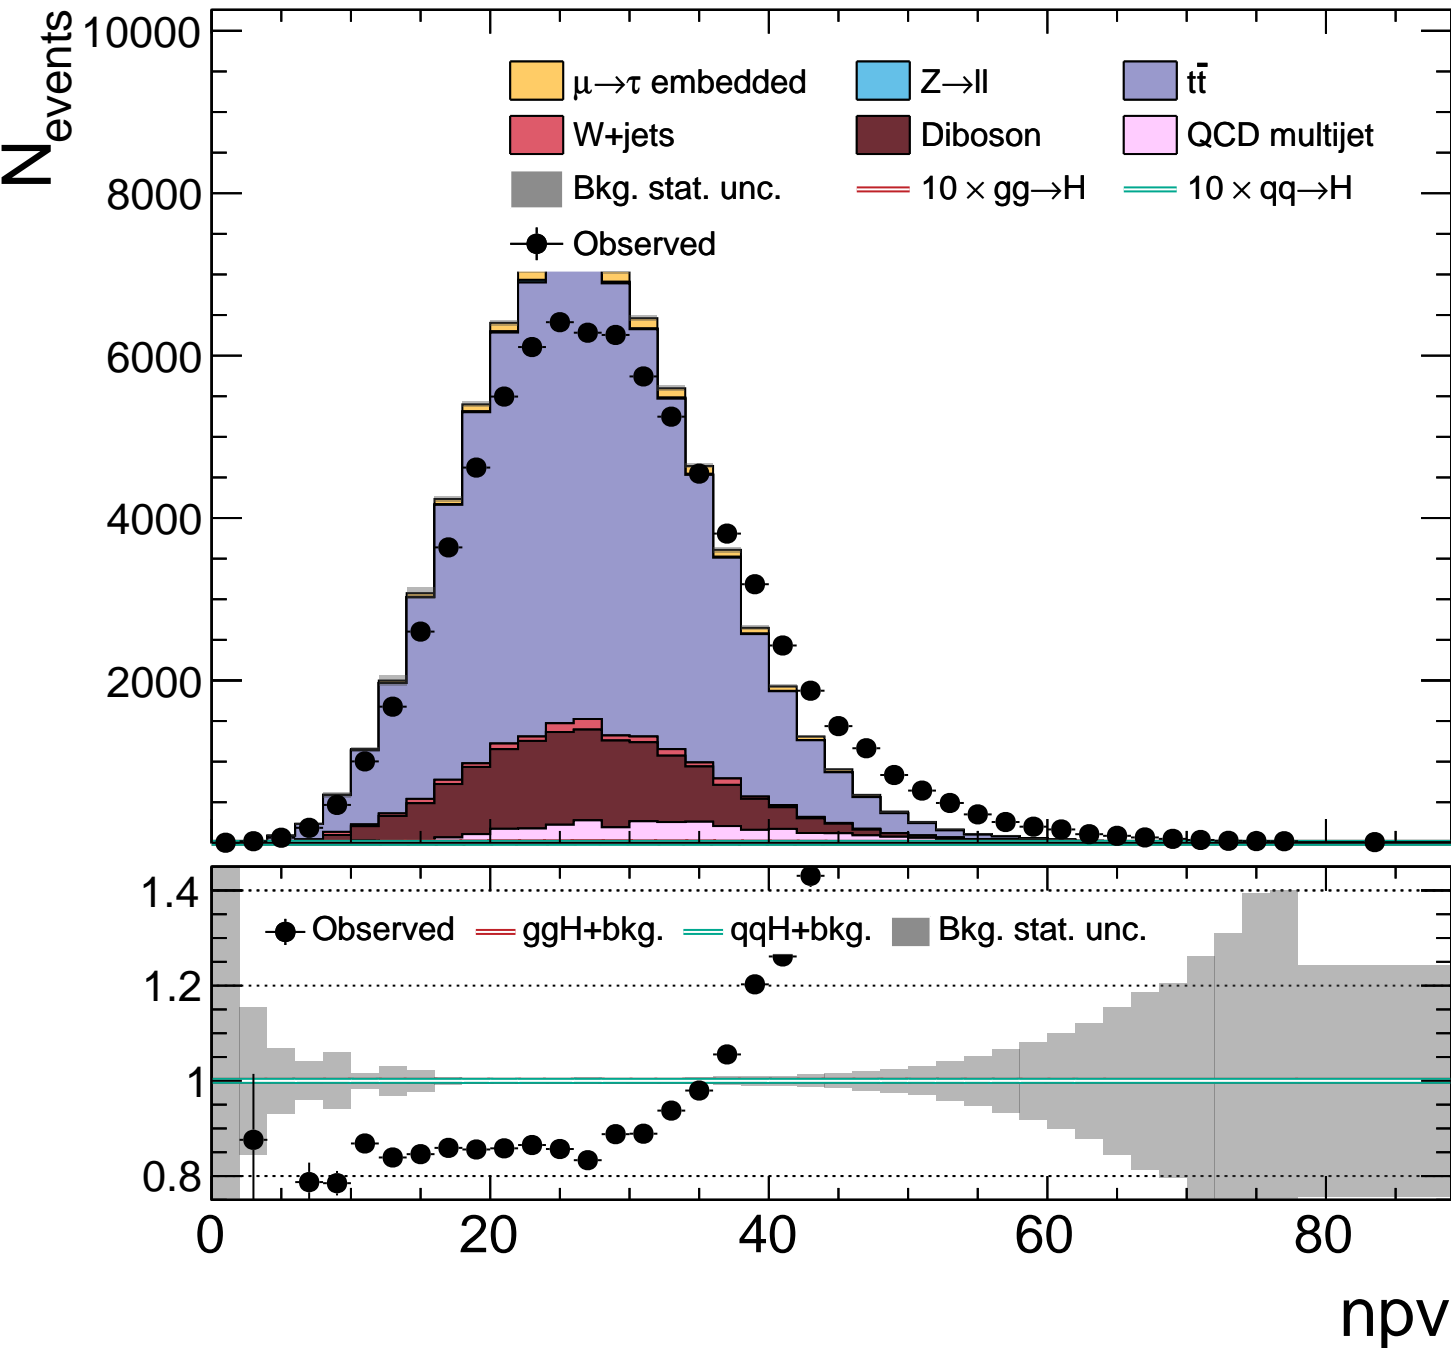 N_events
10000
μ→τ embedded Z→ll tt̄
W+jets Diboson QCD multijet
8000 Bkg. stat. unc. 10 × gg→H 10 × qq→H
Observed
6000
4000
2000
1.4
Observed ggH+bkg. qqH+bkg. Bkg. stat. unc.
1.2
1
0.8
0 20 40 60 80
npv